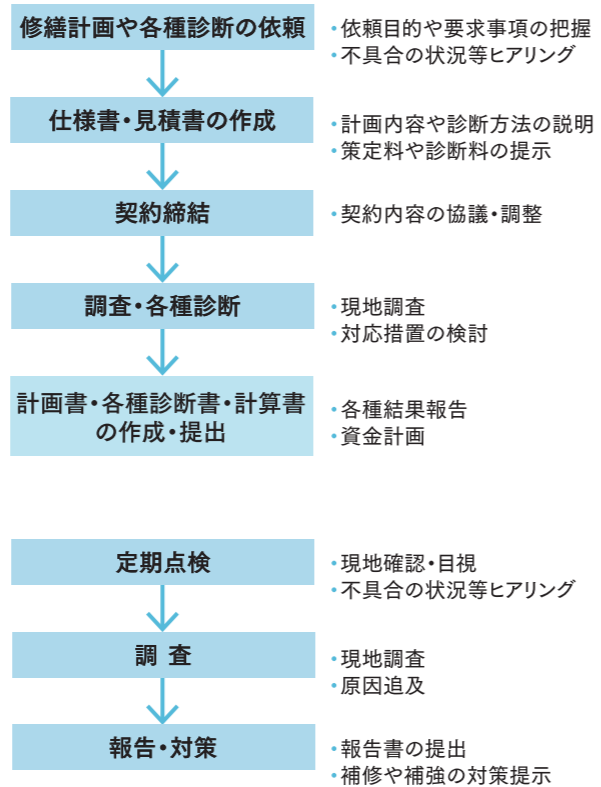 修繕計画や各種診断の依頼
・依頼目的や要求事項の把握
・不具合の状況等ヒアリング
仕様書・見積書の作成
・計画内容や診断方法の説明
・策定料や診断料の提示
契約締結
・契約内容の協議・調整
調査・各種診断
・現地調査
・対応措置の検討
計画書・各種診断書・計算書
の作成・提出
・各種結果報告
・資金計画
定期点検
・現地確認・目視
・不具合の状況等ヒアリング
調 査
・現地調査
・原因追及
報告・対策
・報告書の提出
・補修や補強の対策提示